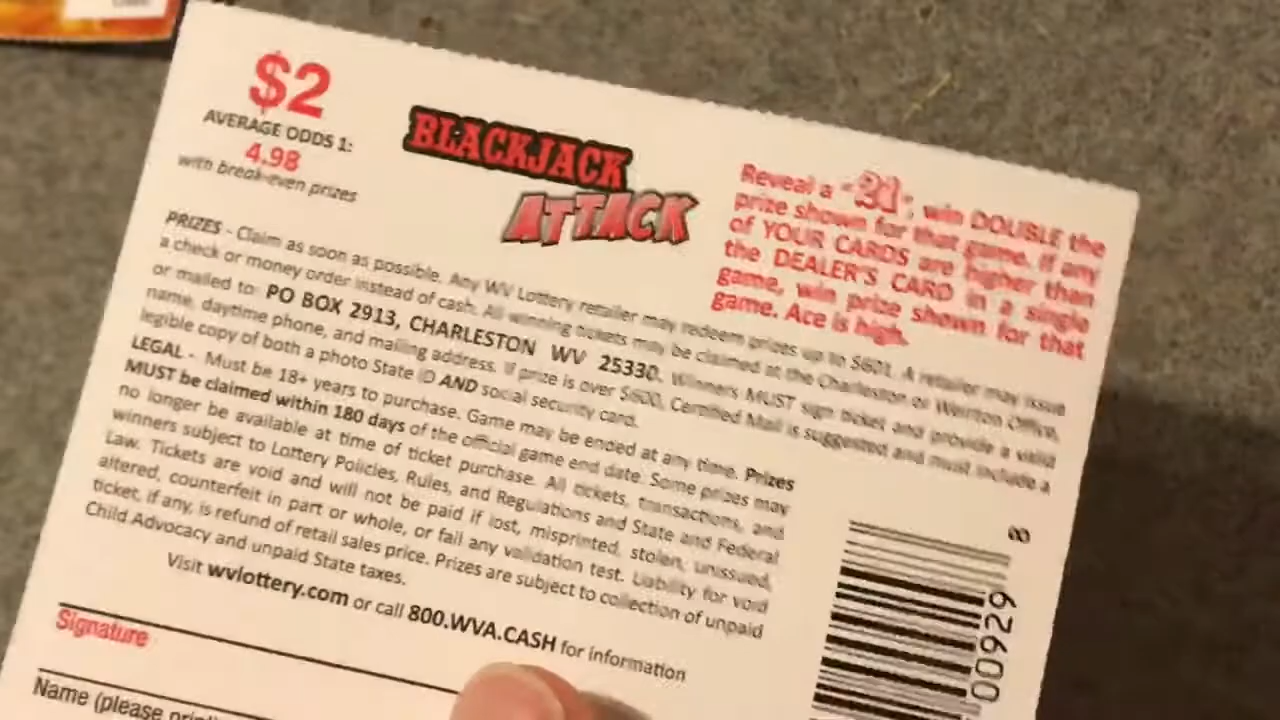 $2
AVERAGE ODDS 1:
4.98
with break-even prizes
BLACKJACK
ATTACK
Reveal a " ", win DOUBLE the
prize shown for that game. If any
of YOUR CARDS are higher than
the DEALER'S CARD in a single
game, win prize shown for that
game. Ace is high.
PRIZES - Claim as soon as possible. Any WV Lottery retailer may redeem prizes up to $601. A retailer may issue
a check or money order instead of cash. All winning tickets may be claimed at the Charleston or Weirton Office,
or mailed to: PO BOX 2913, CHARLESTON WV 25330. Winners MUST sign ticket and provide a valid
name, daytime phone, and mailing address. If prize is over $600, Certified Mail is suggested and must include a
legible copy of both a photo State ID AND social security card.
LEGAL - Must be 18+ years to purchase. Game may be ended at any time. Prizes
MUST be claimed within 180 days of the official game end date. Some prizes may
no longer be available at time of ticket purchase. All tickets, transactions, and
winners subject to Lottery Policies, Rules, and Regulations and State and Federal
Law. Tickets are void and will not be paid if lost, misprinted, stolen, unissued,
altered, counterfeit in part or whole, or fail any validation test. Liability for void
ticket, if any, is refund of retail sales price. Prizes are subject to collection of unpaid
Child Advocacy and unpaid State taxes.
Visit wvlottery.com or call 800.WVA.CASH for information
Signature
Name (please
8
00929